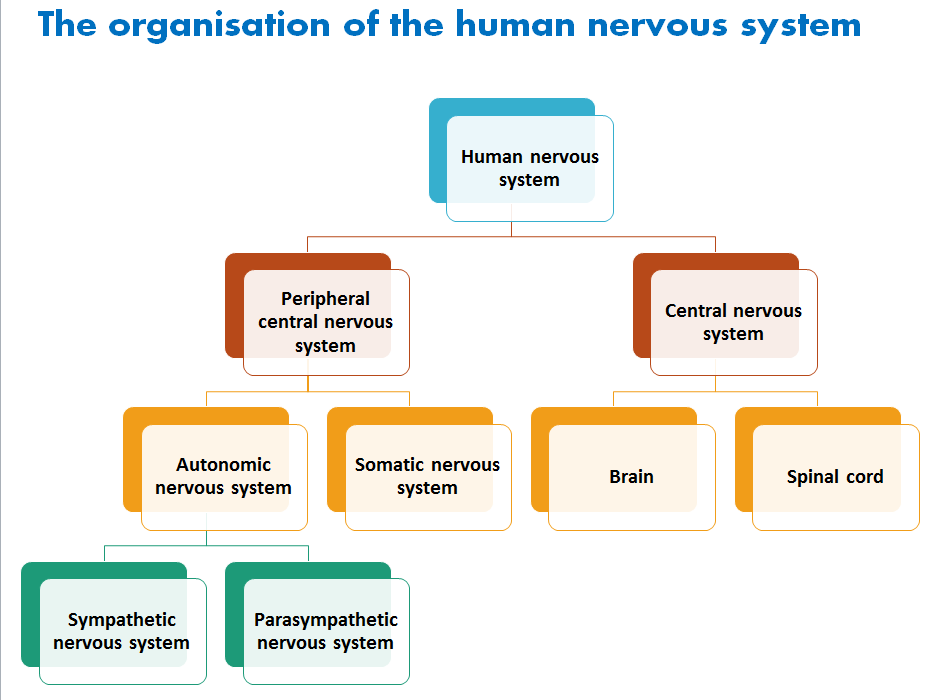 The organisation of the human nervous system
Human nervous
system
Peripheral
central nervous
system
Central nervous
system
Autonomic
nervous system
Somatic nervous
system
Brain
Spinal cord
Sympathetic
nervous system
Parasympathetic
nervous system